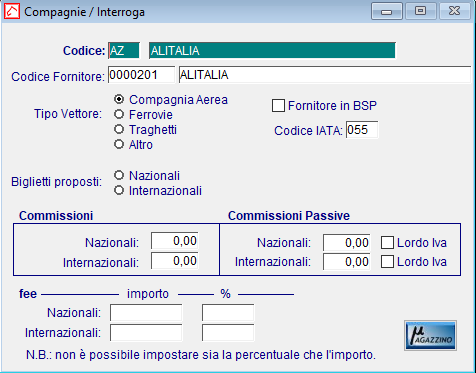 Compagnie / Interroga
Codice: AZ ALITALIA
Codice Fornitore: 0000201 ALITALIA
Tipo Vettore: Compagnia Aerea Fornitore in BSP
Ferrovie
Codice IATA: 055
Traghetti
Altro
Biglietti proposti: Nazionali
Internazionali
Commissioni Commissioni Passive
Nazionali: 0,00 Nazionali: 0,00 Lordo Iva
Internazionali: 0,00 Internazionali: 0,00 Lordo Iva
fee importo %
Nazionali:
Internazionali:
µ AGAZZINO
N.B.: non è possibile impostare sia la percentuale che l'importo.